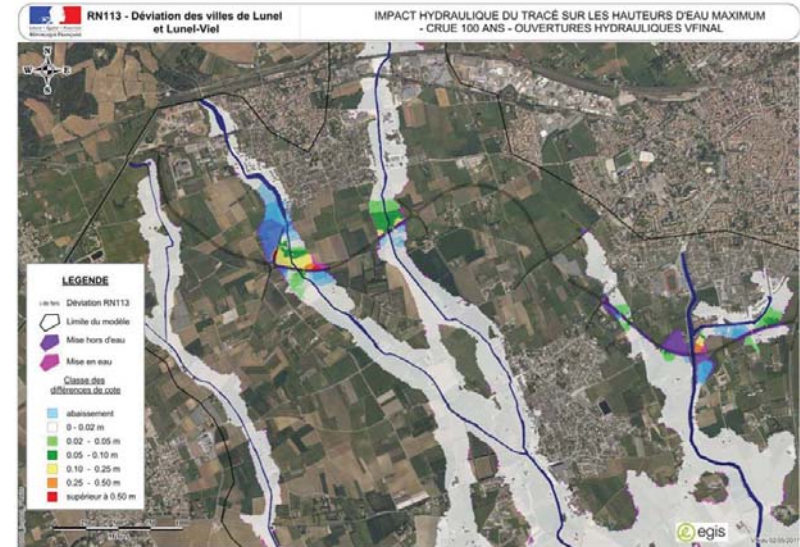 RN113 - Déviation des villes de Lunel
et Lunel-Viel
IMPACT HYDRAULIQUE DU TRACÉ SUR LES HAUTEURS D'EAU MAXIMUM
- CRUE 100 ANS - OUVERTURES HYDRAULIQUES VFINAL
RÉPUBLIQUE FRANÇAISE
N
W E
S
LEGENDE
Déviation RN113
Limite du modèle
Mise hors d'eau
Mise en eau
Classe des
différences de cote
abaissement
0 - 0.02 m
0.02 - 0.05 m
0.05 - 0.10 m
0.10 - 0.25 m
0.25 - 0.50 m
supérieur à 0.50 m
egis